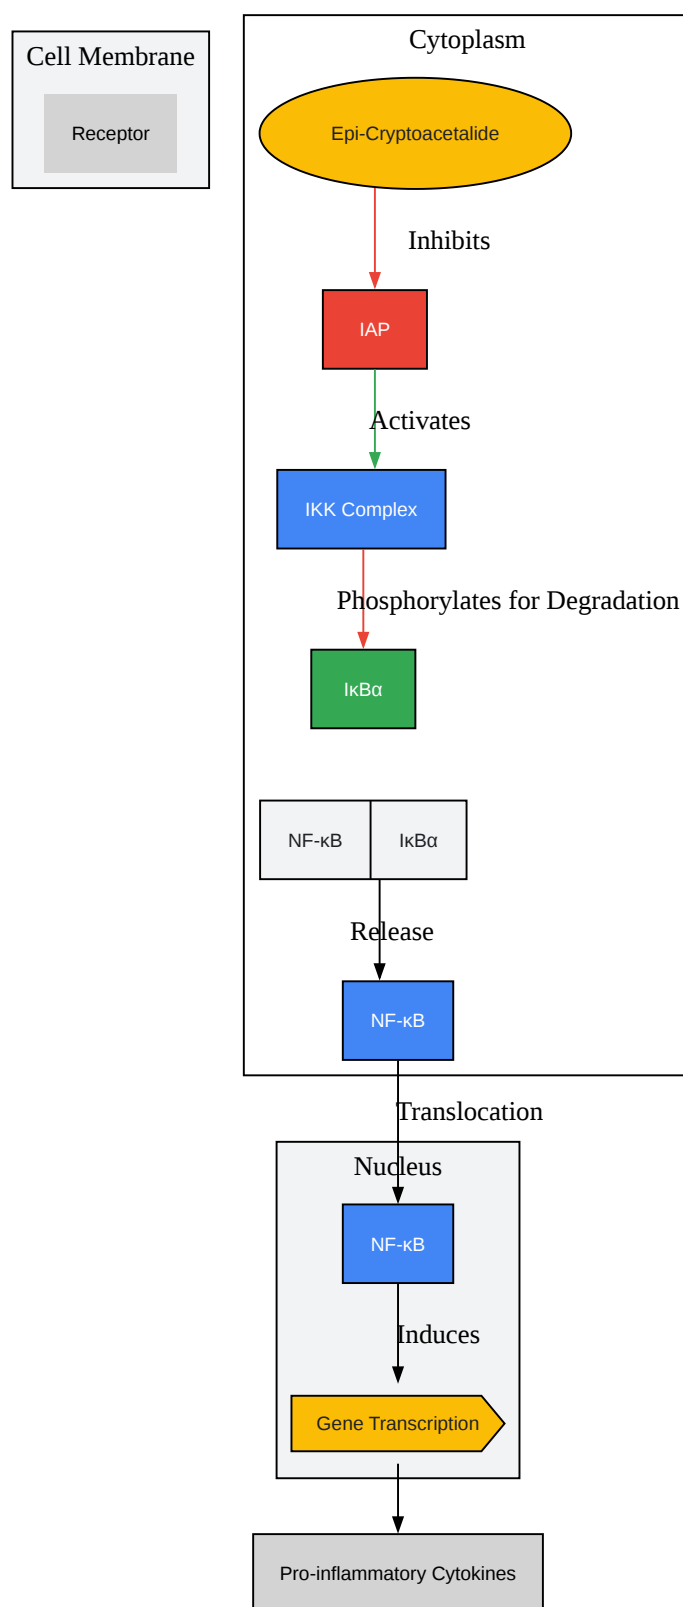 Cell Membrane
Receptor
Cytoplasm
Epi-Cryptoacetalide
Inhibits
IAP
Activates
IKK Complex
Phosphorylates for Degradation
IκBα
NF-κB
IκBα
Release
NF-κB
Translocation
Nucleus
NF-κB
Induces
Gene Transcription
Pro-inflammatory Cytokines